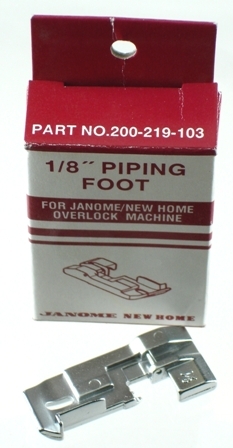 PART NO.200-219-103
1/8″ PIPING
FOOT
FOR JANOME/NEW HOME
OVERLOCK MACHINE
JANOME NEW HOME